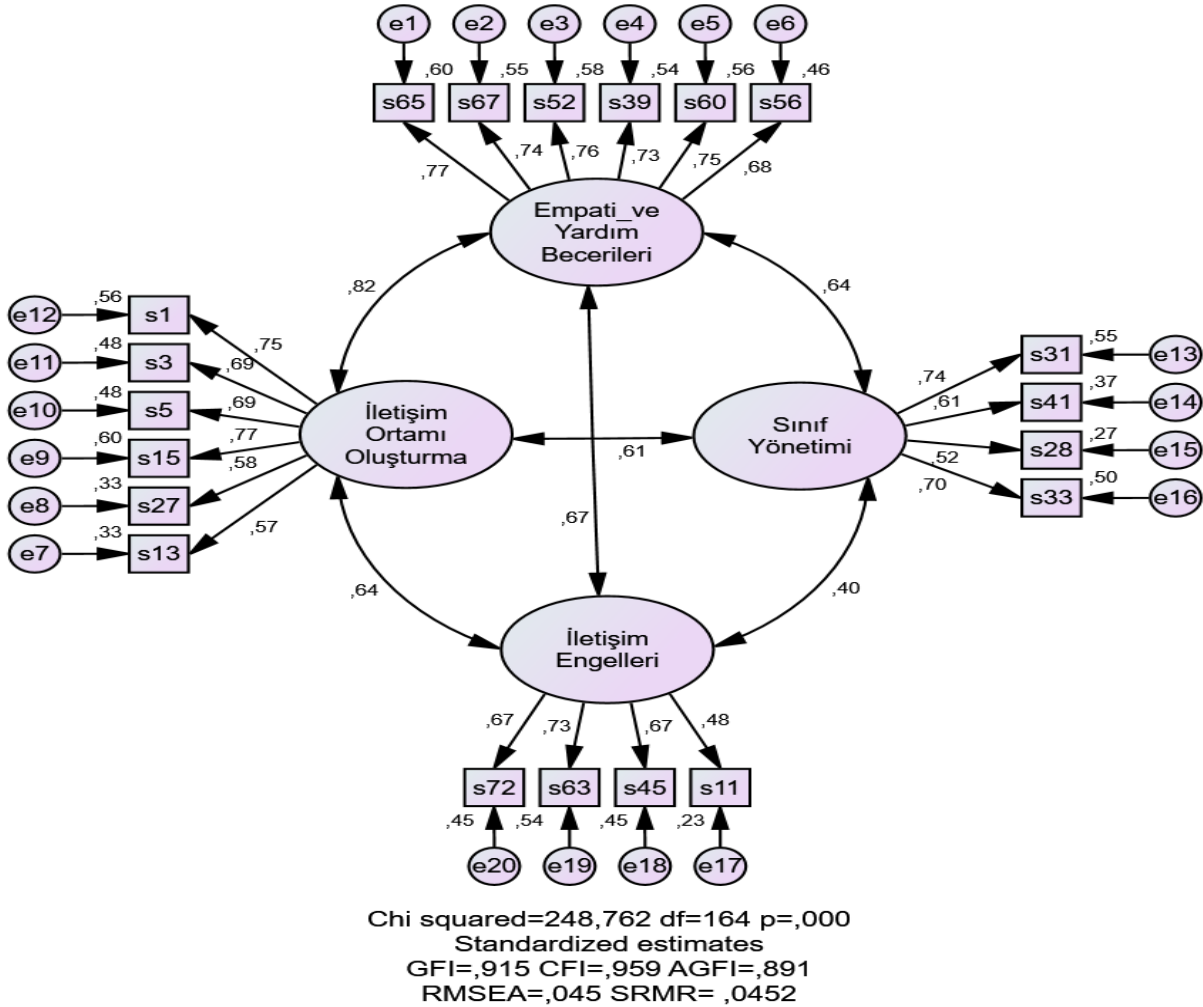 e1 e2 e3 e4 e5 e6
,60 ,55 ,58 ,54 ,56 ,46
s65 s67 s52 s39 s60 s56
,77 ,74 ,76 ,73 ,75 ,68
Empati_ve
Yardım
Becerileri
,82 ,64
e12 ,56 s1 ,75
e11 ,48 s3 ,69
e10 ,48 s5 ,69
e9 ,60 s15 ,77
e8 ,33 s27 ,58
e7 ,33 s13 ,57
İletişim
Ortamı
Oluşturma
,61
,67
Sınıf
Yönetimi
,74 s31 ,55 e13
,61 s41 ,37 e14
,52 s28 ,27 e15
,70 s33 ,50 e16
,64 ,40
İletişim
Engelleri
,67 ,73 ,67 ,48
s72 s63 s45 s11
,45 ,54 ,45 ,23
e20 e19 e18 e17
Chi squared=248,762 df=164 p=,000
Standardized estimates
GFI=,915 CFI=,959 AGFI=,891
RMSEA=,045 SRMR= ,0452